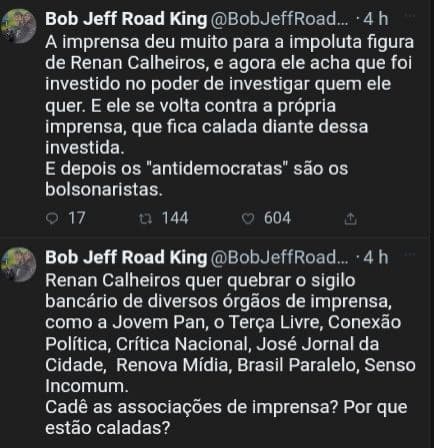 Bob Jeff Road King @BobJeffRoad... · 4 h
A imprensa deu muito para a impoluta figura
de Renan Calheiros, e agora ele acha que foi
investido no poder de investigar quem ele
quer. E ele se volta contra a própria
imprensa, que fica calada diante dessa
investida.
E depois os "antidemocratas" são os
bolsonaristas.
17 144 604
Bob Jeff Road King @BobJeffRoad... · 4 h
Renan Calheiros quer quebrar o sigilo
bancário de diversos órgãos de imprensa,
como a Jovem Pan, o Terça Livre, Conexão
Política, Crítica Nacional, José Jornal da
Cidade, Renova Mídia, Brasil Paralelo, Senso
Incomum.
Cadê as associações de imprensa? Por que
estão caladas?